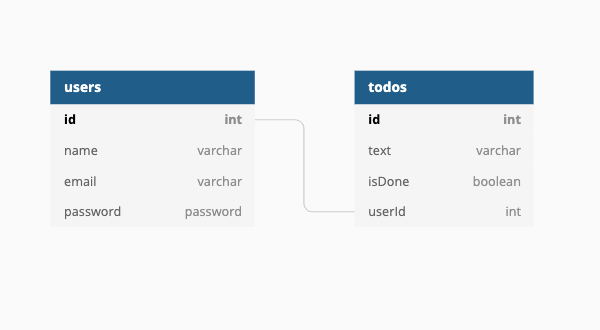 users
id int
name varchar
email varchar
password password
todos
id int
text varchar
isDone boolean
userId int